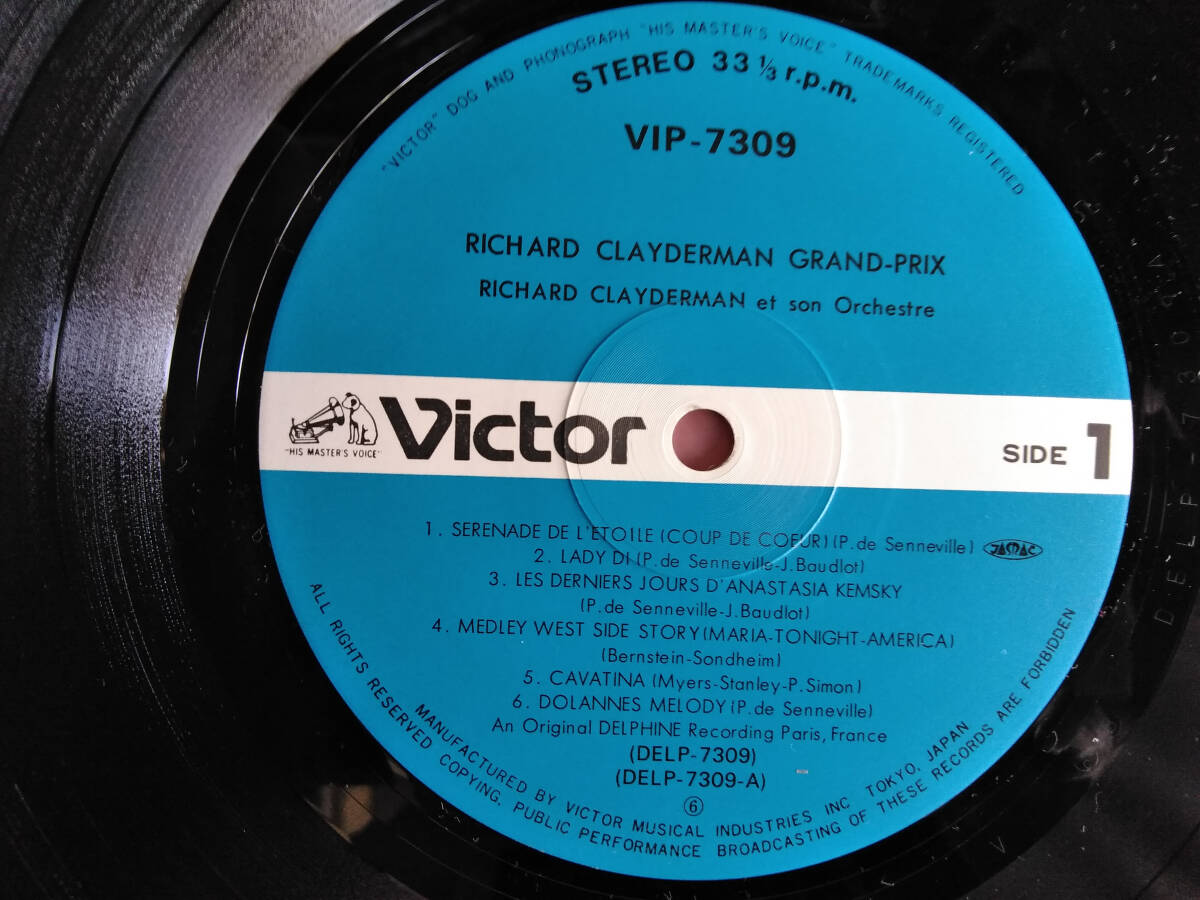 "VICTOR" DOG AND PHONOGRAPH "HIS MASTER'S VOICE" TRADEMARKS REGISTERED
STEREO 33 1/3 r.p.m.
VIP-7309
RICHARD CLAYDERMAN GRAND-PRIX
RICHARD CLAYDERMAN et son Orchestre
"HIS MASTER'S VOICE"
Victor
SIDE 1
1. SERENADE DE L'ETOILE (COUP DE COEUR) (P. de Senneville) JASRAC
2. LADY DI (P. de Senneville-J. Baudlot)
3. LES DERNIERS JOURS D'ANASTASIA KEMSKY
(P. de Senneville-J. Baudlot)
4. MEDLEY WEST SIDE STORY (MARIA-TONIGHT-AMERICA)
(Bernstein-Sondheim)
5. CAVATINA (Myers-Stanley-P. Simon)
6. DOLANNES MELODY (P. de Senneville)
An Original DELPHINE Recording Paris, France
(DELP-7309)
(DELP-7309-A)
⑥
MANUFACTURED BY VICTOR MUSICAL INDUSTRIES INC TOKYO, JAPAN
ALL RIGHTS RESERVED COPYING, PUBLIC PERFORMANCE BROADCASTING OF THESE RECORDS ARE FORBIDDEN
DELP-7309A